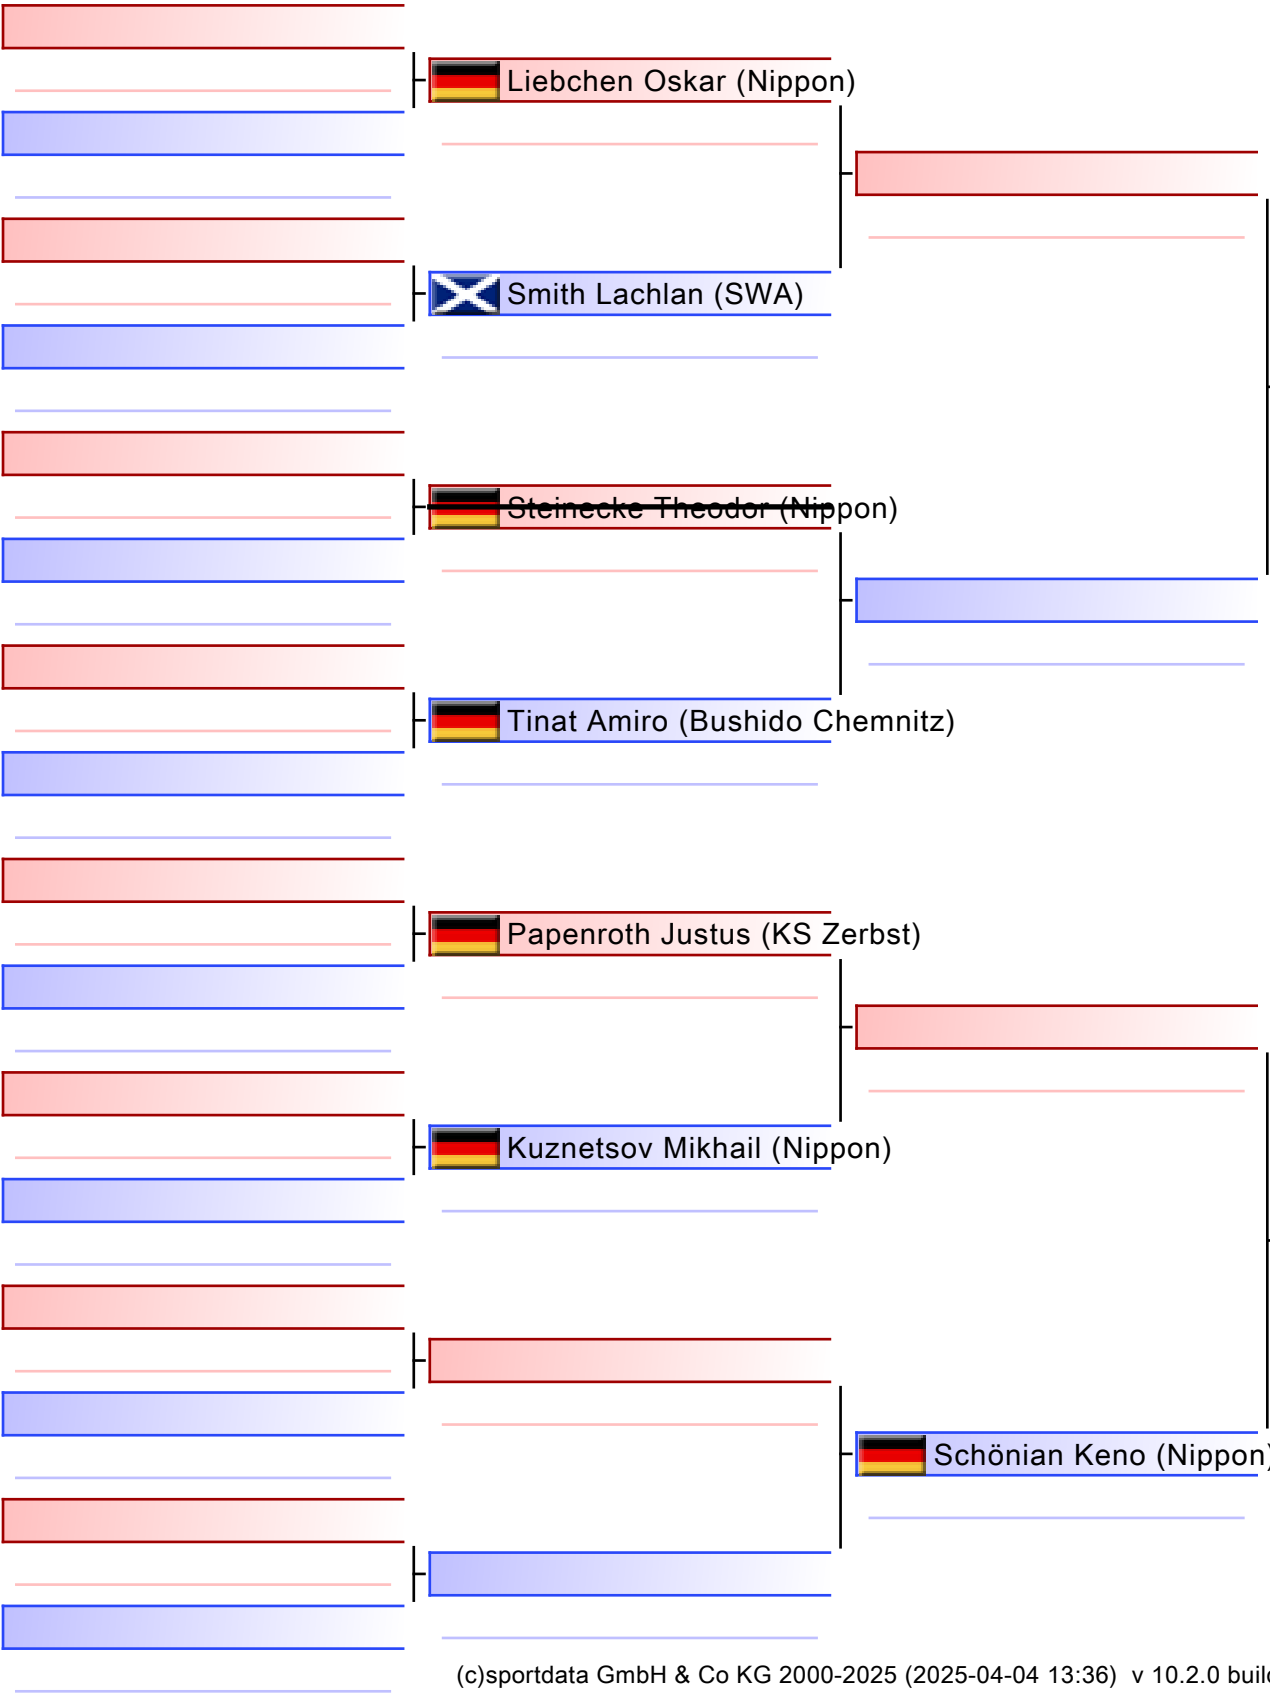 Liebchen Oskar (Nippon)
Smith Lachlan (SWA)
Steinecke Theodor (Nippon)
Tinat Amiro (Bushido Chemnitz)
Papenroth Justus (KS Zerbst)
Kuznetsov Mikhail (Nippon)
Schönian Keno (Nippon)
(c)sportdata GmbH & Co KG 2000-2025 (2025-04-04 13:36) v 10.2.0 build